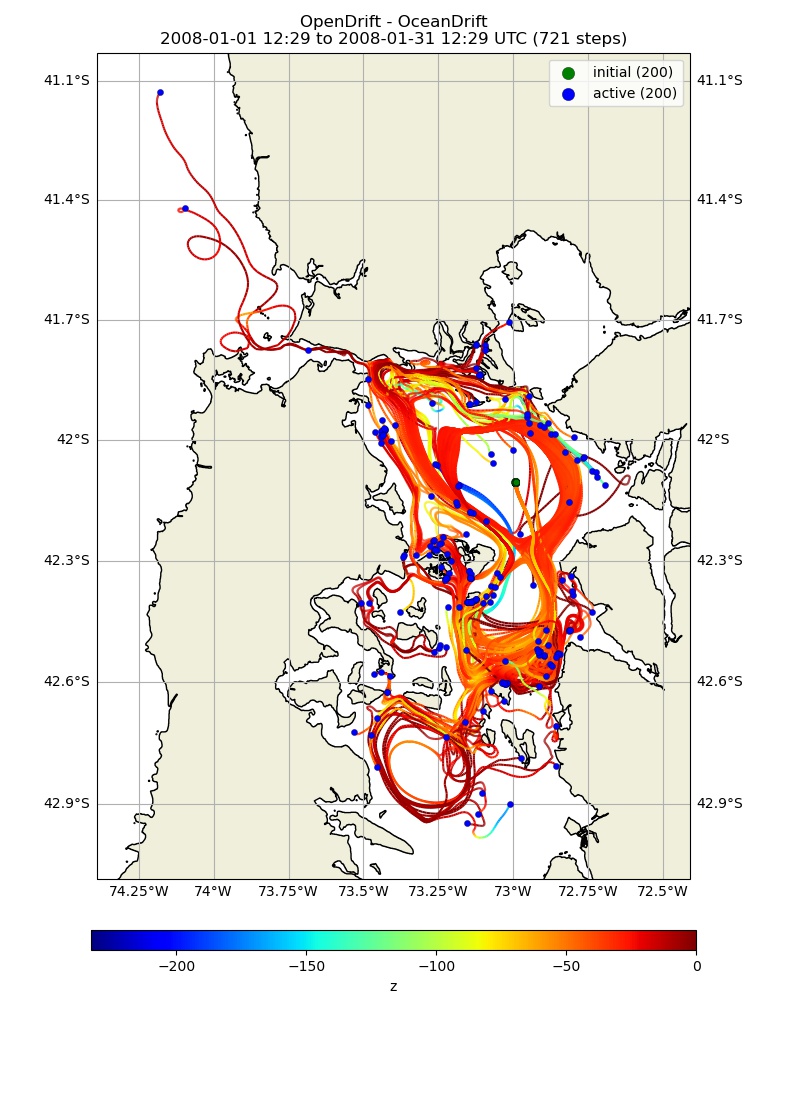 OpenDrift - OceanDrift
2008-01-01 12:29 to 2008-01-31 12:29 UTC (721 steps)
initial (200)
active (200)
41.1°S 41.1°S
41.4°S 41.4°S
41.7°S 41.7°S
42°S 42°S
42.3°S 42.3°S
42.6°S 42.6°S
42.9°S 42.9°S
74.25°W 74°W 73.75°W 73.5°W 73.25°W 73°W 72.75°W 72.5°W
−200 −150 −100 −50 0
z